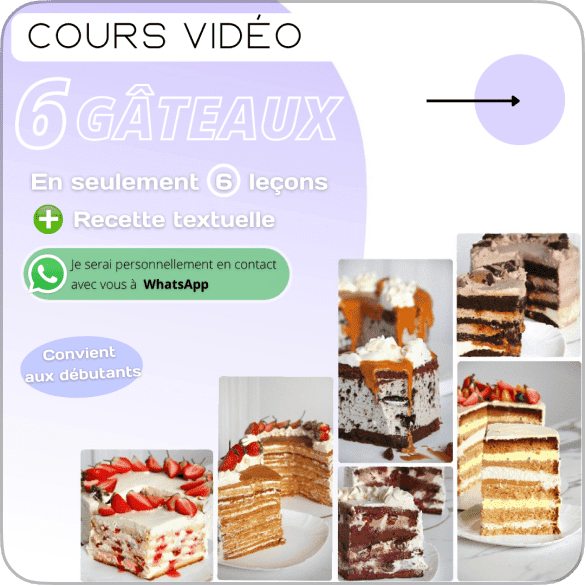 COURS VIDÉO
6 GÂTEAUX
En seulement 6 leçons
+ Recette textuelle
Je serai personnellement en contact
avec vous à WhatsApp
Convient
aux débutants